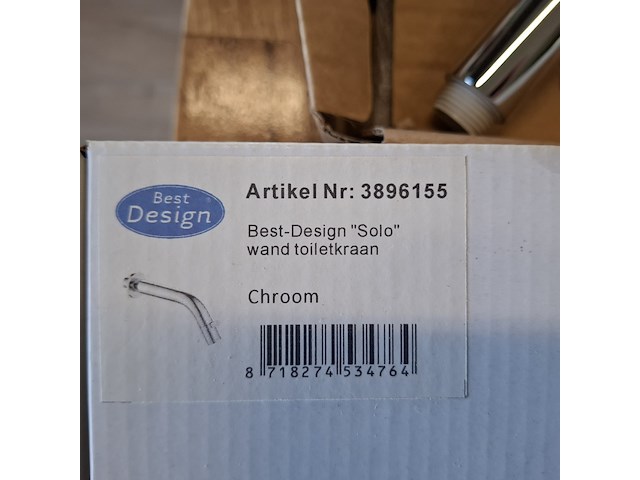 Best
Design
Artikel Nr: 3896155
Best-Design "Solo"
wand toiletkraan
Chroom
8 718274 534764